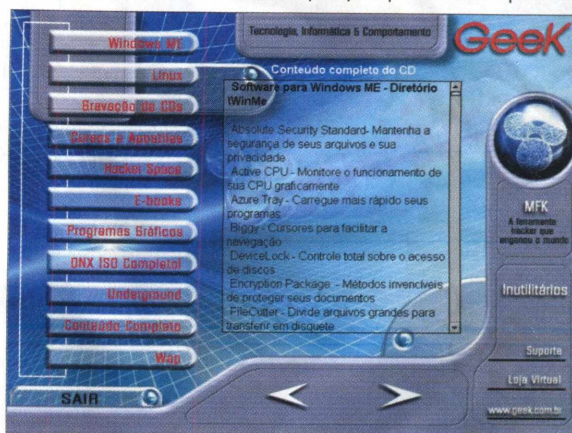 Windows ME
Linux
Gravação de CDs
Cursos e Apostilas
Hacker Space
E-books
Programas Gráficos
QNX ISO Completo!
Underground
Conteúdo Completo
Wap
SAIR
Tecnologia, Informática & Comportamento
Geek
Conteúdo completo do CD
Software para Windows ME - Diretório
\WinMe
Absolute Security Standard- Mantenha a
segurança de seus arquivos e sua
privacidade
Active CPU - Monitore o funcionamento de
sua CPU graficamente
Azure Tray - Carregue mais rápido seus
programas
Biggy - Cursores para facilitar a
navegação
DeviceLock - Controle total sobre o acesso
de discos
Encryption Package - Métodos invencíveis
de proteger seus documentos
FileCutter - Divide arquivos grandes para
transferir em disquete
MFK
A ferramenta
hacker que
enganou o mundo
Inutilitários
Suporte
Loja Virtual
www.geek.com.br